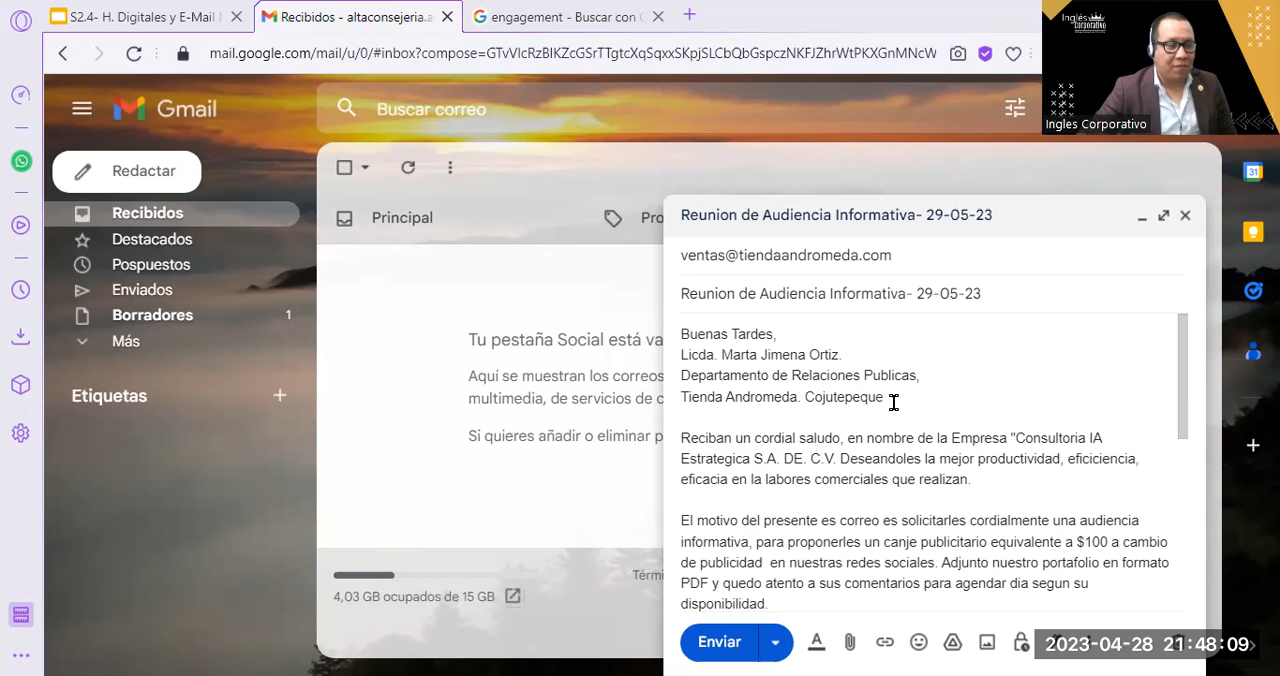 S2.4- H. Digitales y E-Mail
Recibidos - altaconsejeria.a
engagement - Buscar con
mail.google.com/mail/u/0/#inbox?compose=GTvVlcRzBlKZcGSrTTgtcXqSqxxSKpjSLCbQbGspczNKFJZhrWtPKXGnMNcW
Inglés
Corporativo
Ingles Corporativo
Gmail
Buscar correo
Redactar
Recibidos
Destacados
Pospuestos
Enviados
Borradores 1
Más
Etiquetas
Principal
Pro
Tu pestaña Social está va
Aquí se muestran los correos
multimedia, de servicios de c
Si quieres añadir o eliminar p
4,03 GB ocupados de 15 GB
Térmi
Reunion de Audiencia Informativa- 29-05-23
ventas@tiendaandromeda.com
Reunion de Audiencia Informativa- 29-05-23
Buenas Tardes,
Licda. Marta Jimena Ortiz.
Departamento de Relaciones Publicas,
Tienda Andromeda. Cojutepeque
Reciban un cordial saludo, en nombre de la Empresa "Consultoria IA
Estrategica S.A. DE. C.V. Deseandoles la mejor productividad, eficiciencia,
eficacia en la labores comerciales que realizan.
El motivo del presente es correo es solicitarles cordialmente una audiencia
informativa, para proponerles un canje publicitario equivalente a $100 a cambio
de publicidad  en nuestras redes sociales. Adjunto nuestro portafolio en formato
PDF y quedo atento a sus comentarios para agendar dia segun su
disponibilidad.
Enviar
31
2023-04-28 21:48:09